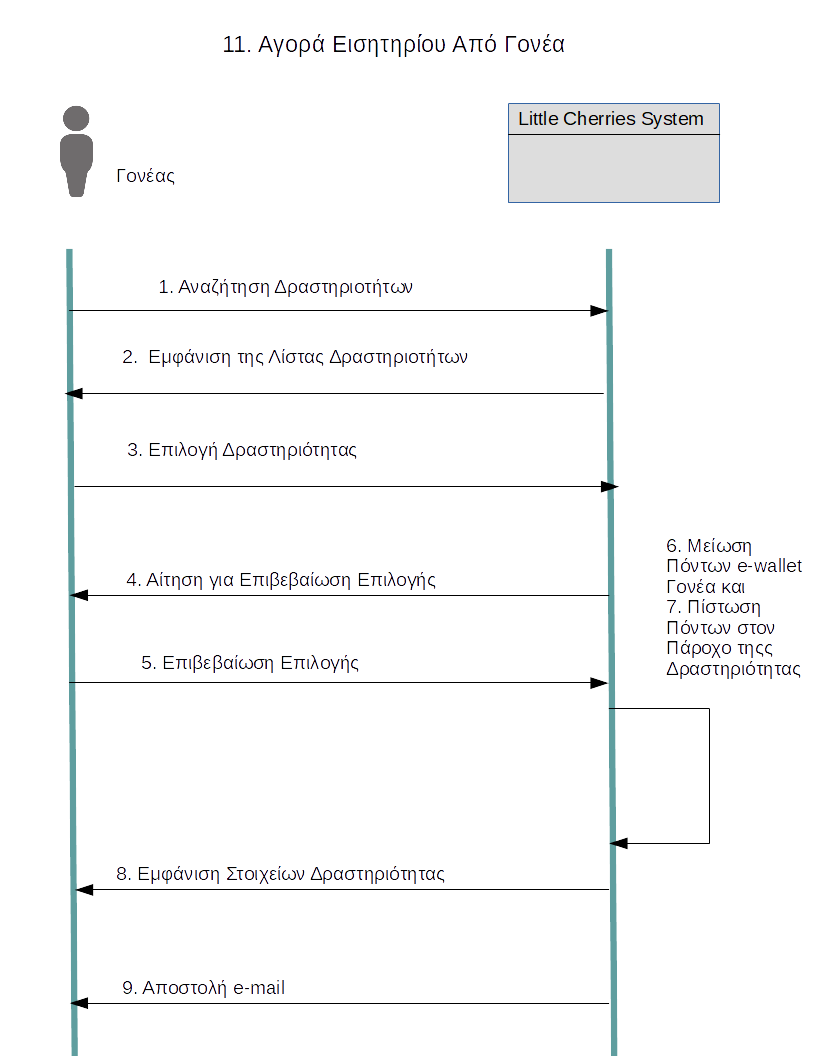 11. Αγορά Εισητηρίου Από Γονέα
Little Cherries System
Γονέας
1. Αναζήτηση Δραστηριοτήτων
2. Εμφάνιση της Λίστας Δραστηριοτήτων
3. Επιλογή Δραστηριότητας
4. Αίτηση για Επιβεβαίωση Επιλογής
5. Επιβεβαίωση Επιλογής
6. Μείωση
Πόντων e-wallet
Γονέα και
7. Πίστωση
Πόντων στον
Πάροχο τηςς
Δραστηριότητας
8. Εμφάνιση Στοιχείων Δραστηριότητας
9. Αποστολή e-mail